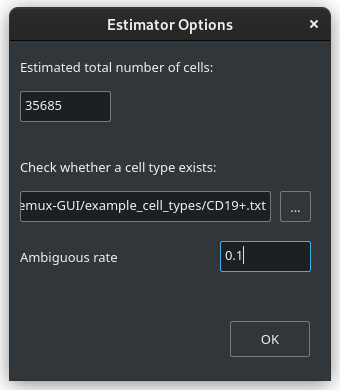 Estimator Options
×
Estimated total number of cells:
35685
Check whether a cell type exists:
emux-GUI/example_cell_types/CD19+.txt
...
Ambiguous rate
0.1
OK